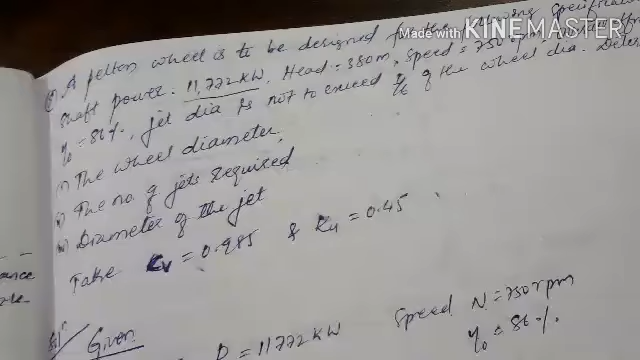 Made with KINEMASTER
A pelton wheel is to be designed for the following
shaft power = 11,772 KW, Head = 380m, Speed = 750 rpm,
η₀ = 86%, jet dia is not to exceed 1/6 of the wheel dia.
(i) The wheel diameter,
(ii) The no. of jets required
(iii) Diameter of the jet
Take Kv = 0.985 & Ku = 0.45
Given
P = 11772 KW Speed N = 750 rpm
η₀ = 86%